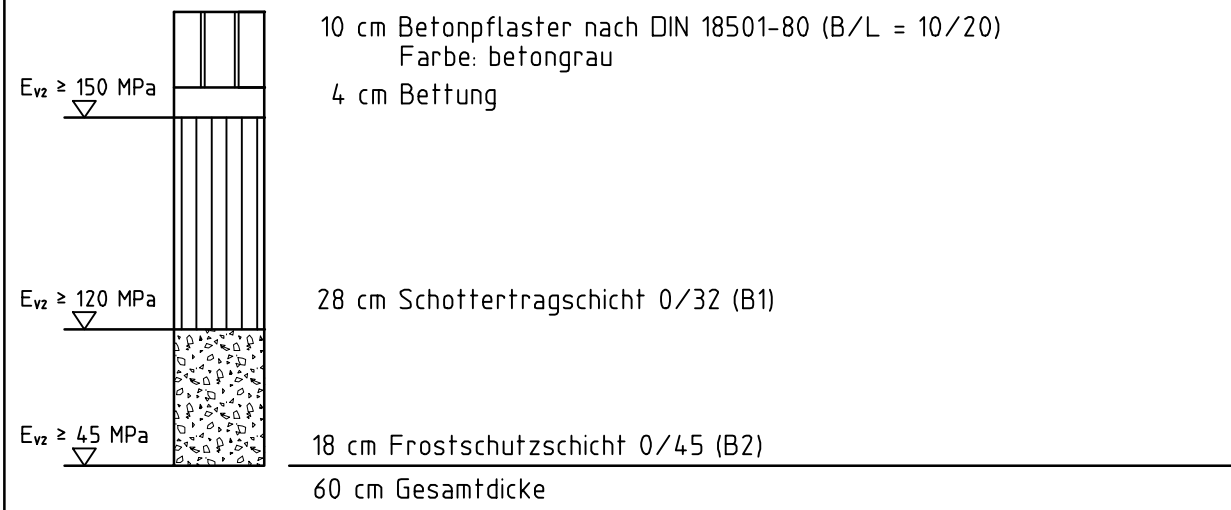 10 cm Betonpflaster nach DIN 18501-80 (B/L = 10/20)
Farbe: betongrau
Ev2 ≥ 150 MPa
4 cm Bettung
Ev2 ≥ 120 MPa
28 cm Schottertragschicht 0/32 (B1)
Ev2 ≥ 45 MPa
18 cm Frostschutzschicht 0/45 (B2)
60 cm Gesamtdicke